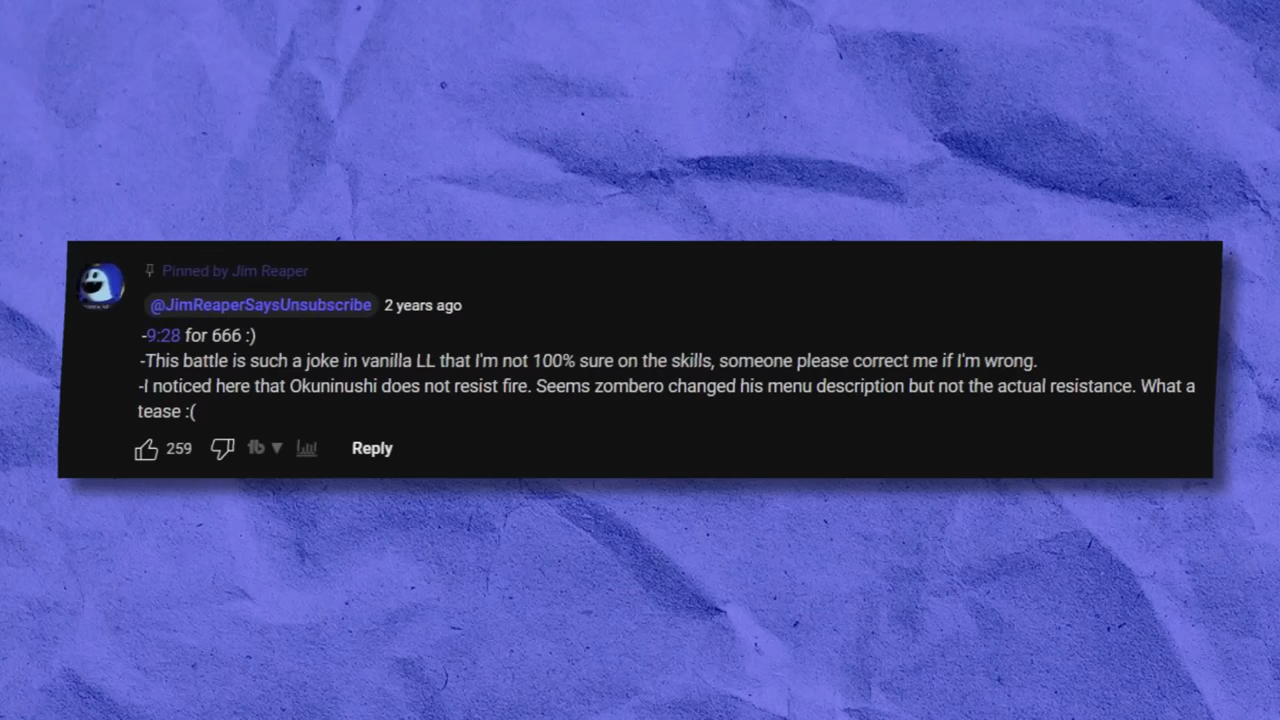 Pinned by Jim Reaper
@JimReaperSaysUnsubscribe 2 years ago
-9:28 for 666 :)
-This battle is such a joke in vanilla LL that I'm not 100% sure on the skills, someone please correct me if I'm wrong.
-I noticed here that Okuninushi does not resist fire. Seems zombero changed his menu description but not the actual resistance. What a
tease :(
259 Reply